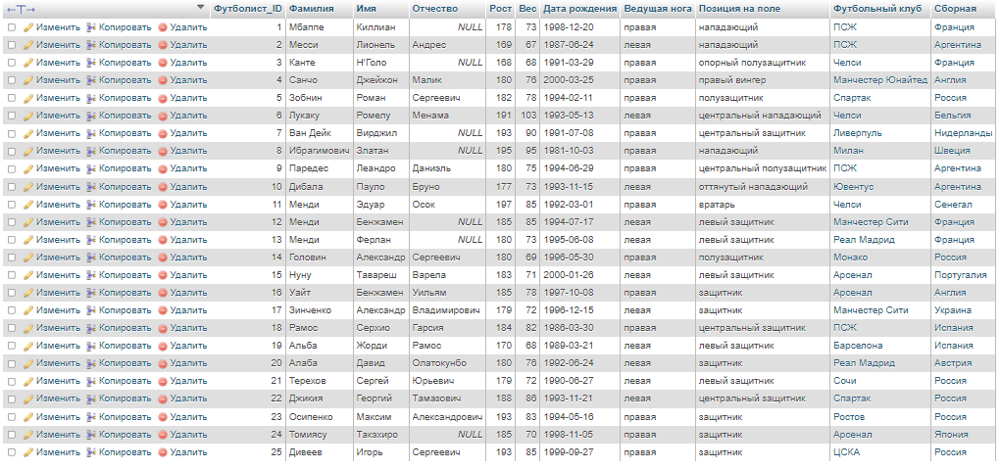 ←T→ Футболист_ID Фамилия Имя Отчество Рост Вес Дата рождения Ведущая нога Позиция на поле Футбольный клуб Сборная
Изменить Копировать Удалить 1 Мбаппе Киллиан NULL 178 73 1998-12-20 правая нападающий ПСЖ Франция
Изменить Копировать Удалить 2 Месси Лионель Андрес 169 67 1987-06-24 левая нападающий ПСЖ Аргентина
Изменить Копировать Удалить 3 Канте Н'Голо NULL 168 68 1991-03-29 правая опорный полузащитник Челси Франция
Изменить Копировать Удалить 4 Санчо Джейжон Малик 180 76 2000-03-25 правая правый вингер Манчестер Юнайтед Англия
Изменить Копировать Удалить 5 Зобнин Роман Сергеевич 182 78 1994-02-11 правая полузащитник Спартак Россия
Изменить Копировать Удалить 6 Лукаку Ромелу Менама 191 103 1993-05-13 левая центральный нападающий Челси Бельгия
Изменить Копировать Удалить 7 Ван Дейк Вирджил NULL 193 90 1991-07-08 правая центральный защитник Ливерпуль Нидерланды
Изменить Копировать Удалить 8 Ибрагимович Златан NULL 195 95 1981-10-03 правая нападающий Милан Швеция
Изменить Копировать Удалить 9 Паредес Леандро Даниэль 180 75 1994-06-29 правая центральный полузащитник ПСЖ Аргентина
Изменить Копировать Удалить 10 Дибала Пауло Бруно 177 73 1993-11-15 левая оттянутый нападающий Ювентус Аргентина
Изменить Копировать Удалить 11 Менди Эдуар Осок 197 85 1992-03-01 правая вратарь Челси Сенегал
Изменить Копировать Удалить 12 Менди Бенжамен NULL 185 85 1994-07-17 левая левый защитник Манчестер Сити Франция
Изменить Копировать Удалить 13 Менди Ферлан NULL 180 73 1995-06-08 левая левый защитник Реал Мадрид Франция
Изменить Копировать Удалить 14 Головин Александр Сергеевич 180 69 1996-05-30 правая полузащитник Монако Россия
Изменить Копировать Удалить 15 Нуну Тавареш Варела 183 71 2000-01-26 левая левый защитник Арсенал Португалия
Изменить Копировать Удалить 16 Уайт Бенжамен Уильям 185 78 1997-10-08 правая защитник Арсенал Англия
Изменить Копировать Удалить 17 Зинченко Александр Владимирович 179 72 1996-12-15 левая защитник Манчестер Сити Украина
Изменить Копировать Удалить 18 Рамос Серхио Гарсия 184 82 1986-03-30 правая центральный защитник ПСЖ Испания
Изменить Копировать Удалить 19 Альба Жорди Рамос 170 68 1989-03-21 левая левый защитник Барселона Испания
Изменить Копировать Удалить 20 Алаба Давид Олатокунбо 180 76 1992-06-24 левая защитник Реал Мадрид Австрия
Изменить Копировать Удалить 21 Терехов Сергей Юрьевич 179 72 1990-06-27 левая левый защитник Сочи Россия
Изменить Копировать Удалить 22 Джикия Георгий Тамазович 188 86 1993-11-21 левая центральный защитник Спартак Россия
Изменить Копировать Удалить 23 Осипенко Максим Александрович 193 83 1994-05-16 правая защитник Ростов Россия
Изменить Копировать Удалить 24 Томиясу Такэхиро NULL 185 70 1998-11-05 правая защитник Арсенал Япония
Изменить Копировать Удалить 25 Дивеев Игорь Сергеевич 193 85 1999-09-27 правая защитник ЦСКА Россия